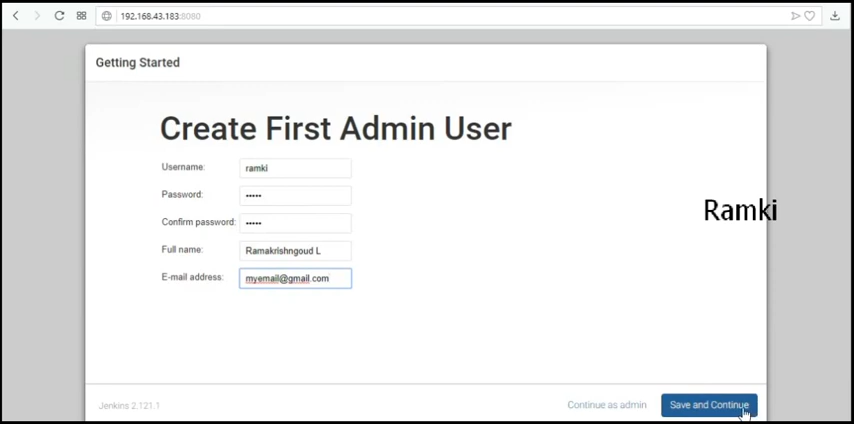 192.168.43.183:8080
Getting Started
Create First Admin User
Username: ramki
Password: •••••
Ramki
Confirm password: •••••
Full name: Ramakrishngoud L
E-mail address: myemail@gmail.com
Jenkins 2.121.1 Continue as admin Save and Continue